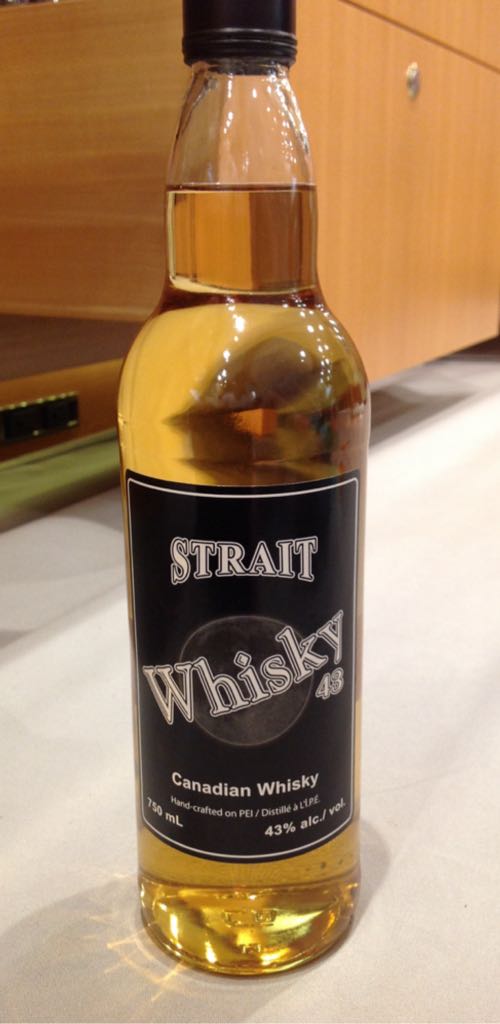 STRAIT
Whisky
43
Canadian Whisky
Hand-crafted on PEI / Distillé à L'Î.P.É.
750 mL
43% alc./ vol.